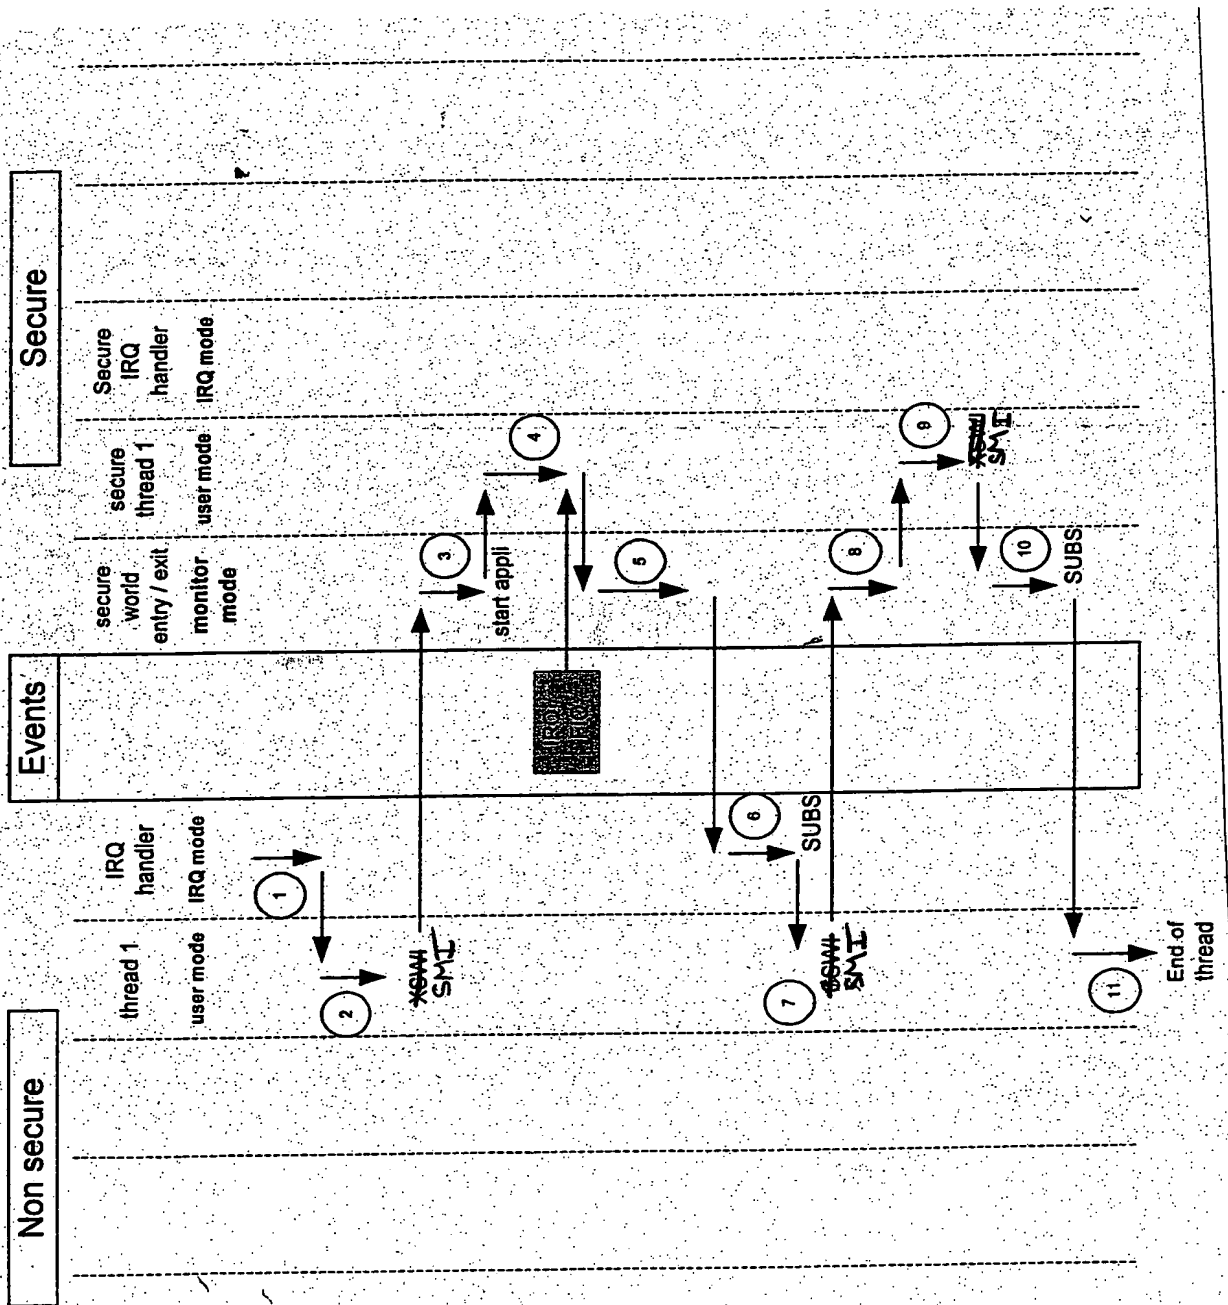 Non secure
Events
Secure
thread 1
user mode
IRQ
handler
IRQ mode
secure
world
entry / exit
monitor
mode
secure
thread 1
user mode
Secure
IRQ
handler
IRQ mode
1
2
SMI
3
start appli
4
5
6
SUBS
7
SMI
8
9
SMI
10
SUBS
11
End of
thread